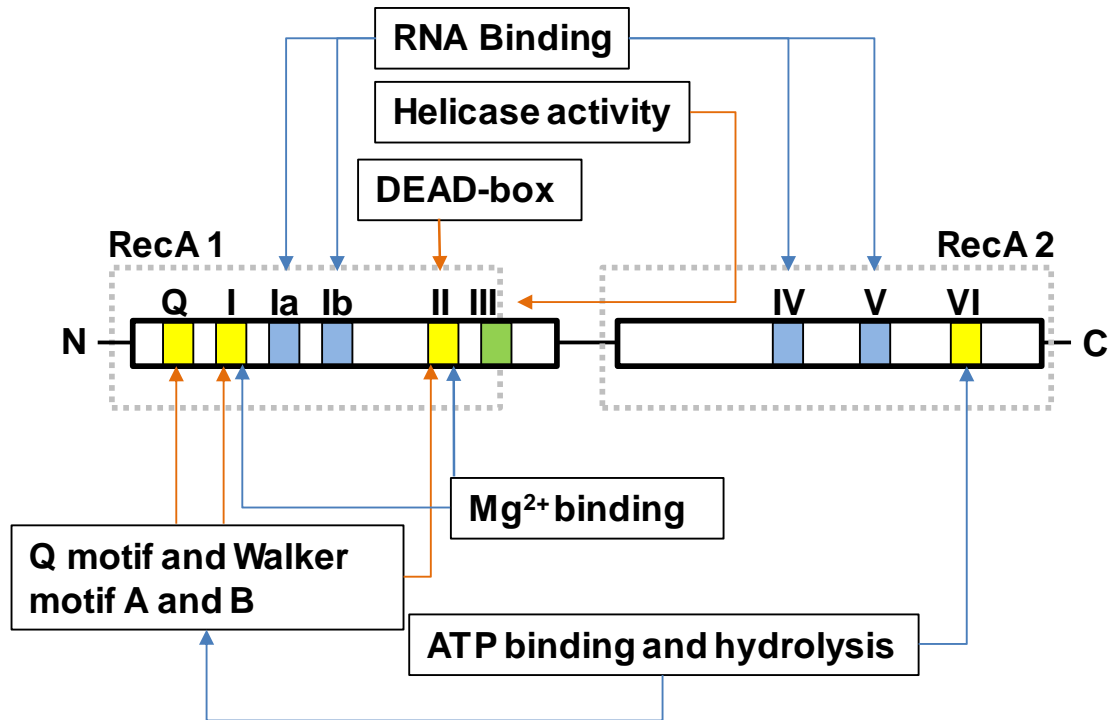 RNA Binding
Helicase activity
DEAD-box
RecA 1
RecA 2
Q I Ia Ib II III IV V VI
N C
Mg²⁺ binding
Q motif and Walker
motif A and B
ATP binding and hydrolysis